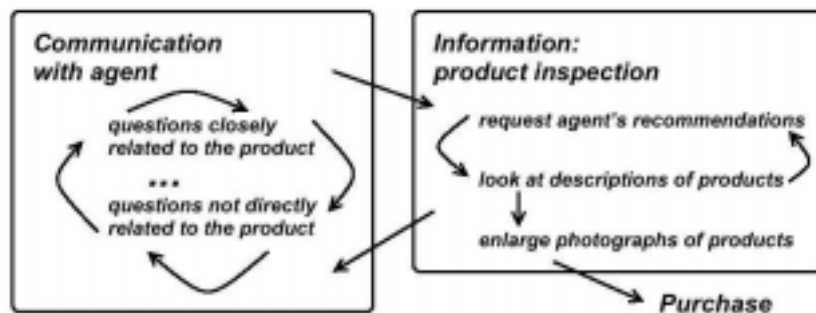 Communication
with agent
questions closely
related to the product
...
questions not directly
related to the product
Information:
product inspection
request agent's recommendations
look at descriptions of products
enlarge photographs of products
Purchase